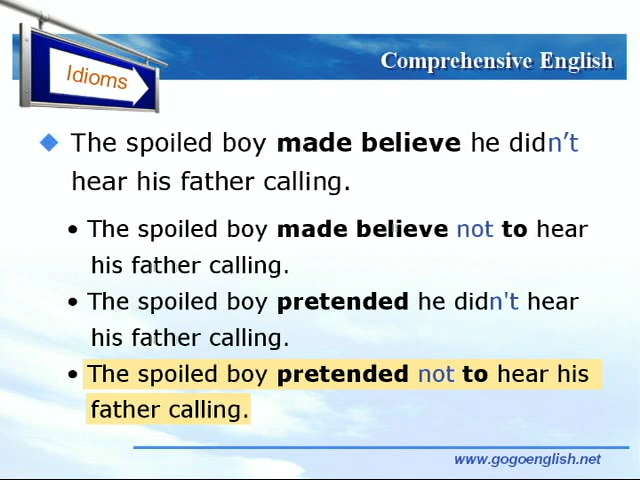 Idioms
Comprehensive English
The spoiled boy made believe he didn't
hear his father calling.
• The spoiled boy made believe not to hear
his father calling.
• The spoiled boy pretended he didn't hear
his father calling.
• The spoiled boy pretended not to hear his
father calling.
www.gogoenglish.net